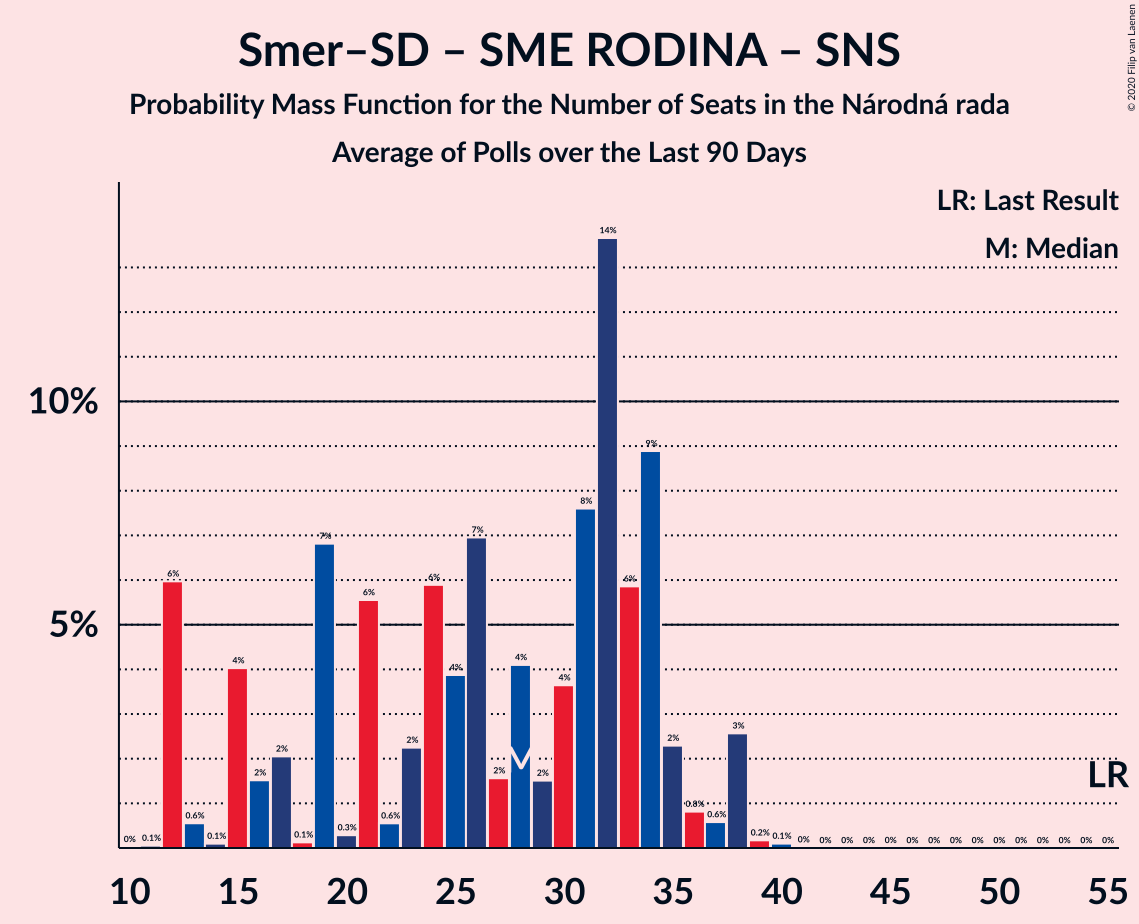 Smer–SD – SME RODINA – SNS
Probability Mass Function for the Number of Seats in the Národná rada
Average of Polls over the Last 90 Days
© 2020 Filip van Laenen
LR: Last Result
M: Median
10%
5%
0% 0.1% 6% 0.6% 0.1% 4% 2% 2% 0.1% 7% 0.3% 6% 0.6% 2% 6% 4% 7% 2% 4% 2% 4% 8% 14% 6% 9% 2% 0.8% 0.6% 3% 0.2% 0.1% 0% 0% 0% 0% 0% 0% 0% 0% 0% 0% 0% 0% 0% 0% 0%
LR
10 15 20 25 30 35 40 45 50 55